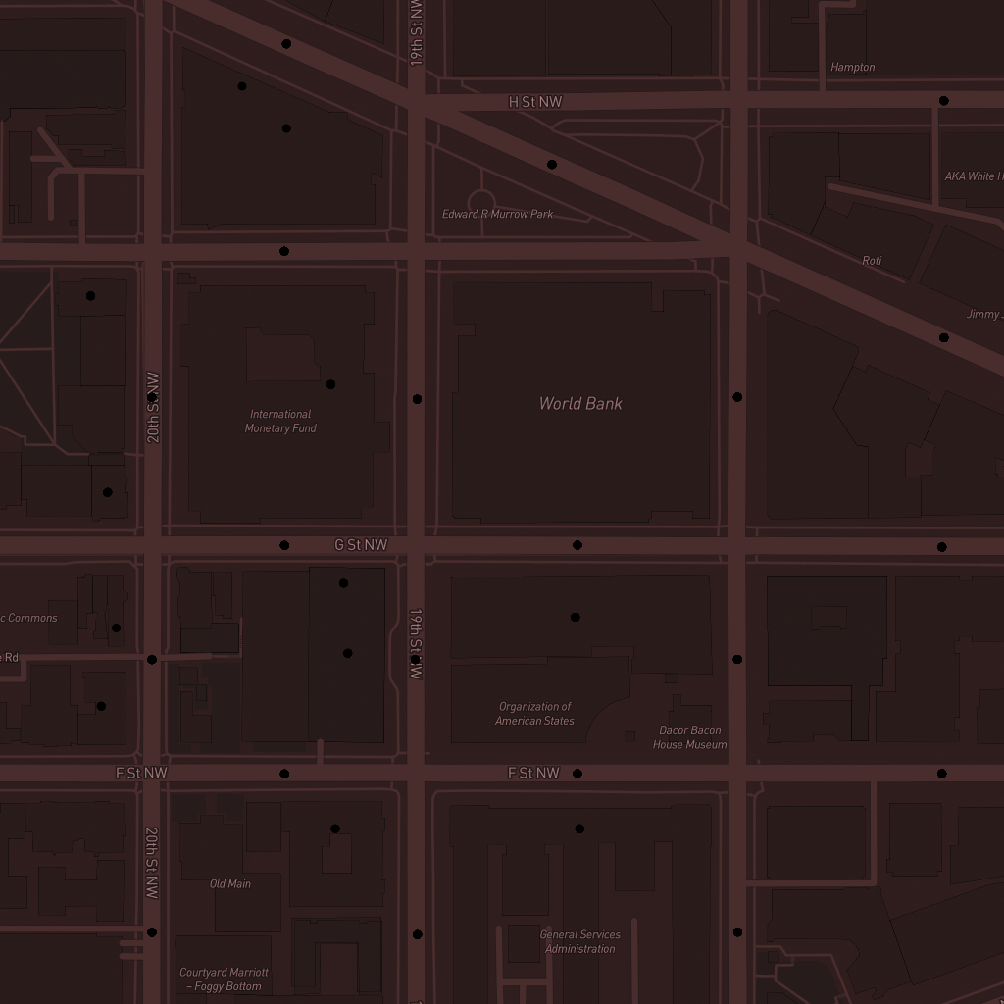 19th St NW
Hampton
H St NW
AKA White
Edward R Murrow Park
Roti
Jimmy
20th St NW
World Bank
International
Monetary Fund
G St NW
c Commons
19th St NW
e Rd
Organization of
American States
Dacor Bacon
House Museum
F St NW
F St NW
20th St NW
Old Main
General Services
Administration
Courtyard Marriott
– Foggy Bottom